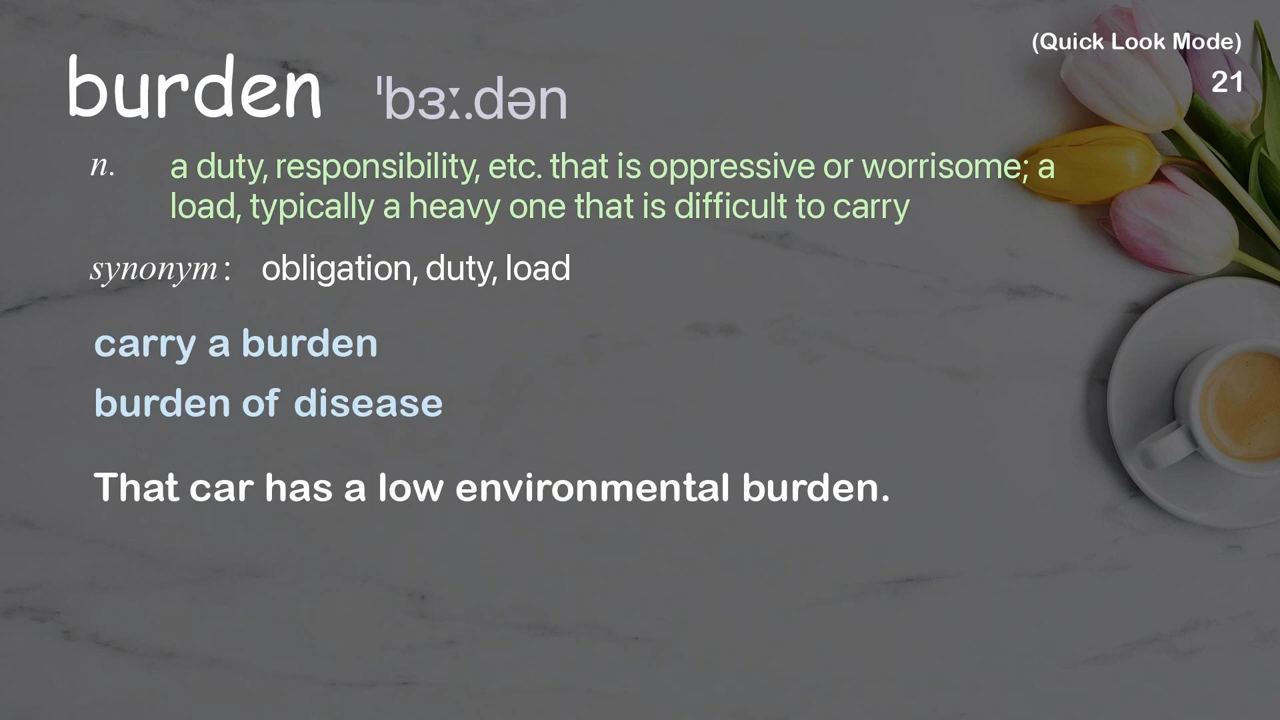 (Quick Look Mode)
21
burden ˈbɜː.dən
n. a duty, responsibility, etc. that is oppressive or worrisome; a
load, typically a heavy one that is difficult to carry
synonym : obligation, duty, load
carry a burden
burden of disease
That car has a low environmental burden.